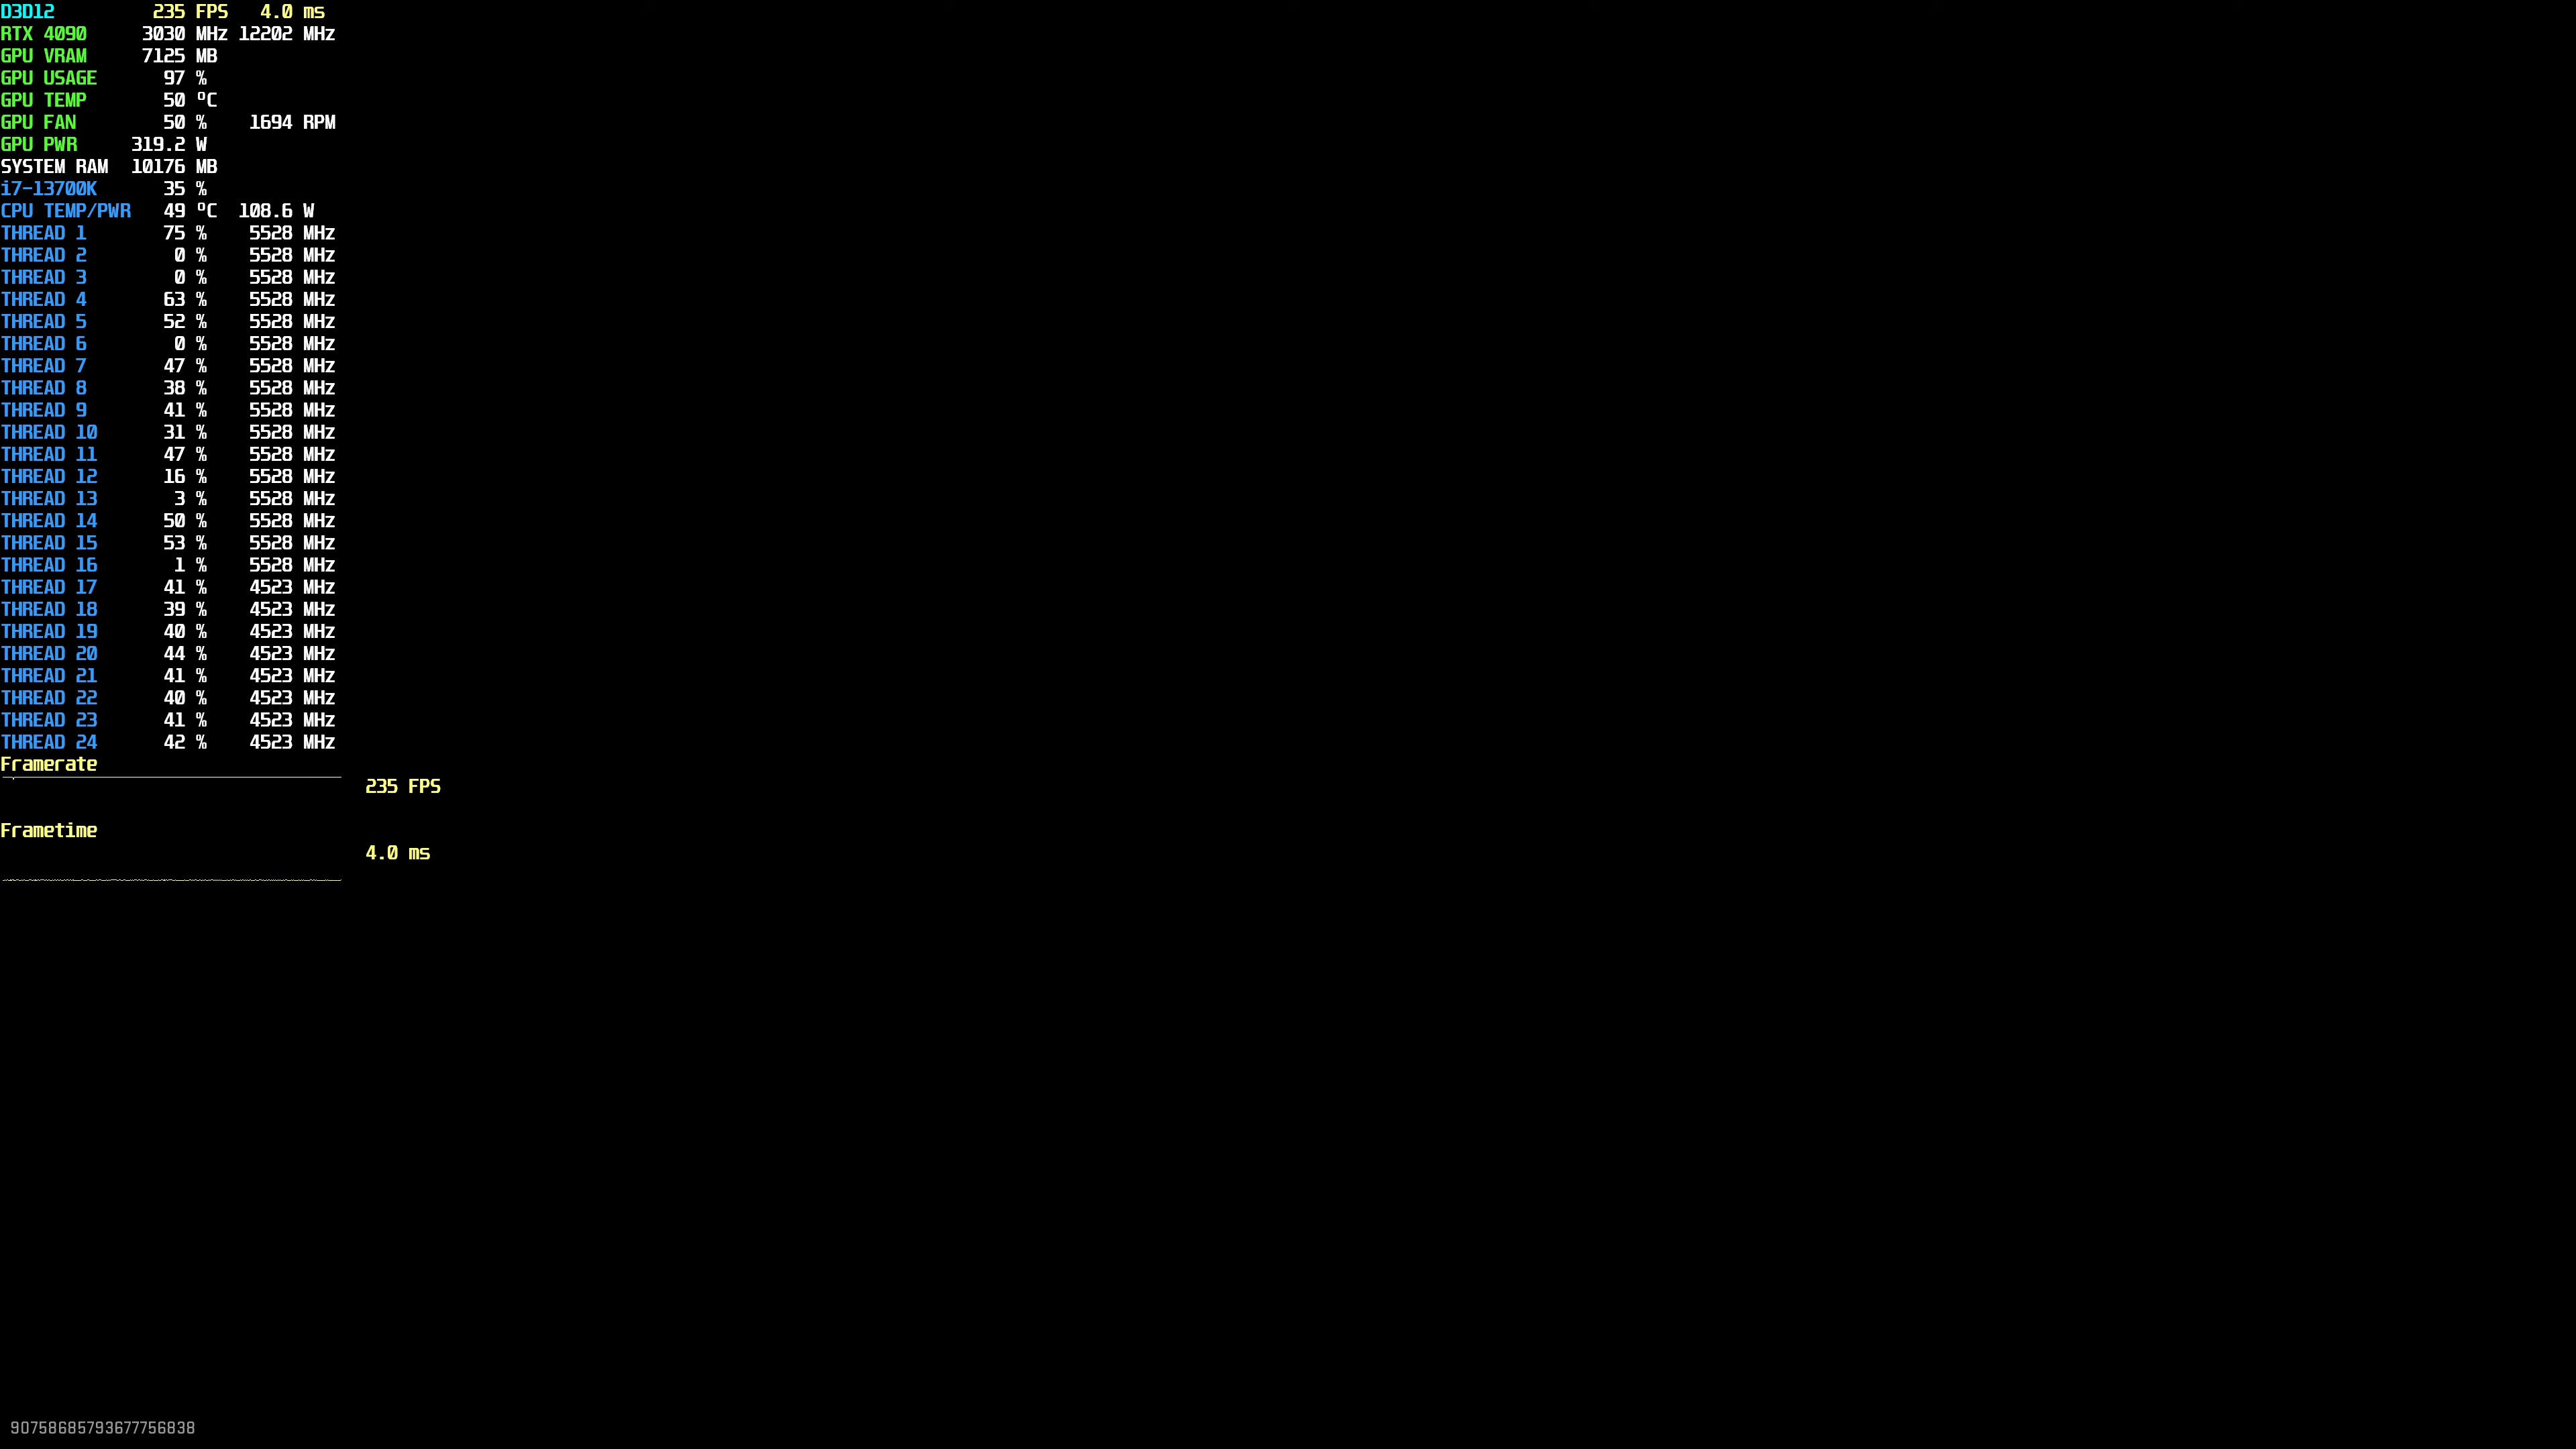 D3D12 235 FPS 4.0 ms
RTX 4090 3030 MHz 12202 MHz
GPU VRAM 7125 MB
GPU USAGE 97 %
GPU TEMP 50 ºC
GPU FAN 50 % 1694 RPM
GPU PWR 319.2 W
SYSTEM RAM 10176 MB
i7-13700K 35 %
CPU TEMP/PWR 49 ºC 108.6 W
THREAD 1 75 % 5528 MHz
THREAD 2 0 % 5528 MHz
THREAD 3 0 % 5528 MHz
THREAD 4 63 % 5528 MHz
THREAD 5 52 % 5528 MHz
THREAD 6 0 % 5528 MHz
THREAD 7 47 % 5528 MHz
THREAD 8 38 % 5528 MHz
THREAD 9 41 % 5528 MHz
THREAD 10 31 % 5528 MHz
THREAD 11 47 % 5528 MHz
THREAD 12 16 % 5528 MHz
THREAD 13 3 % 5528 MHz
THREAD 14 50 % 5528 MHz
THREAD 15 53 % 5528 MHz
THREAD 16 1 % 5528 MHz
THREAD 17 41 % 4523 MHz
THREAD 18 39 % 4523 MHz
THREAD 19 40 % 4523 MHz
THREAD 20 44 % 4523 MHz
THREAD 21 41 % 4523 MHz
THREAD 22 40 % 4523 MHz
THREAD 23 41 % 4523 MHz
THREAD 24 42 % 4523 MHz
Framerate
235 FPS
Frametime
4.0 ms
90758685793677756838